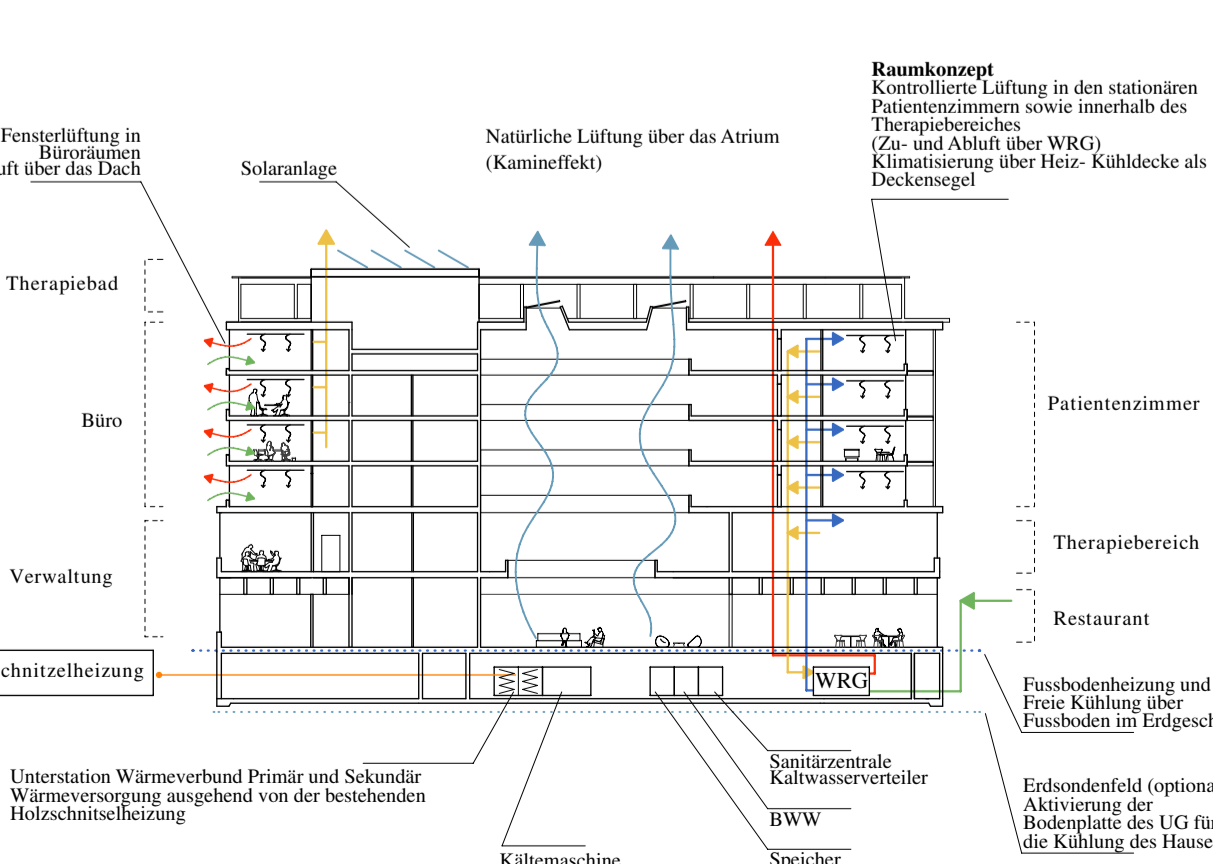 Raumkonzept
Kontrollierte Lüftung in den stationären
Patientenzimmern sowie innerhalb des
Therapiebereiches
(Zu- und Abluft über WRG)
Klimatisierung über Heiz- Kühldecke als
Deckensegel
Fensterlüftung in
Büroräumen
uft über das Dach
Solaranlage
Natürliche Lüftung über das Atrium
(Kamineffekt)
Therapiebad
Büro
Verwaltung
Patientenzimmer
Therapiebereich
Restaurant
chnitzelheizung
WRG
Fussbodenheizung und
Freie Kühlung über
Fussboden im Erdgesch
Unterstation Wärmeverbund Primär und Sekundär
Wärmeversorgung ausgehend von der bestehenden
Holzschnitselheizung
Sanitärzentrale
Kaltwasserverteiler
BWW
Speicher
Kältemaschine
Erdsondenfeld (optiona
Aktivierung der
Bodenplatte des UG für
die Kühlung des Hause